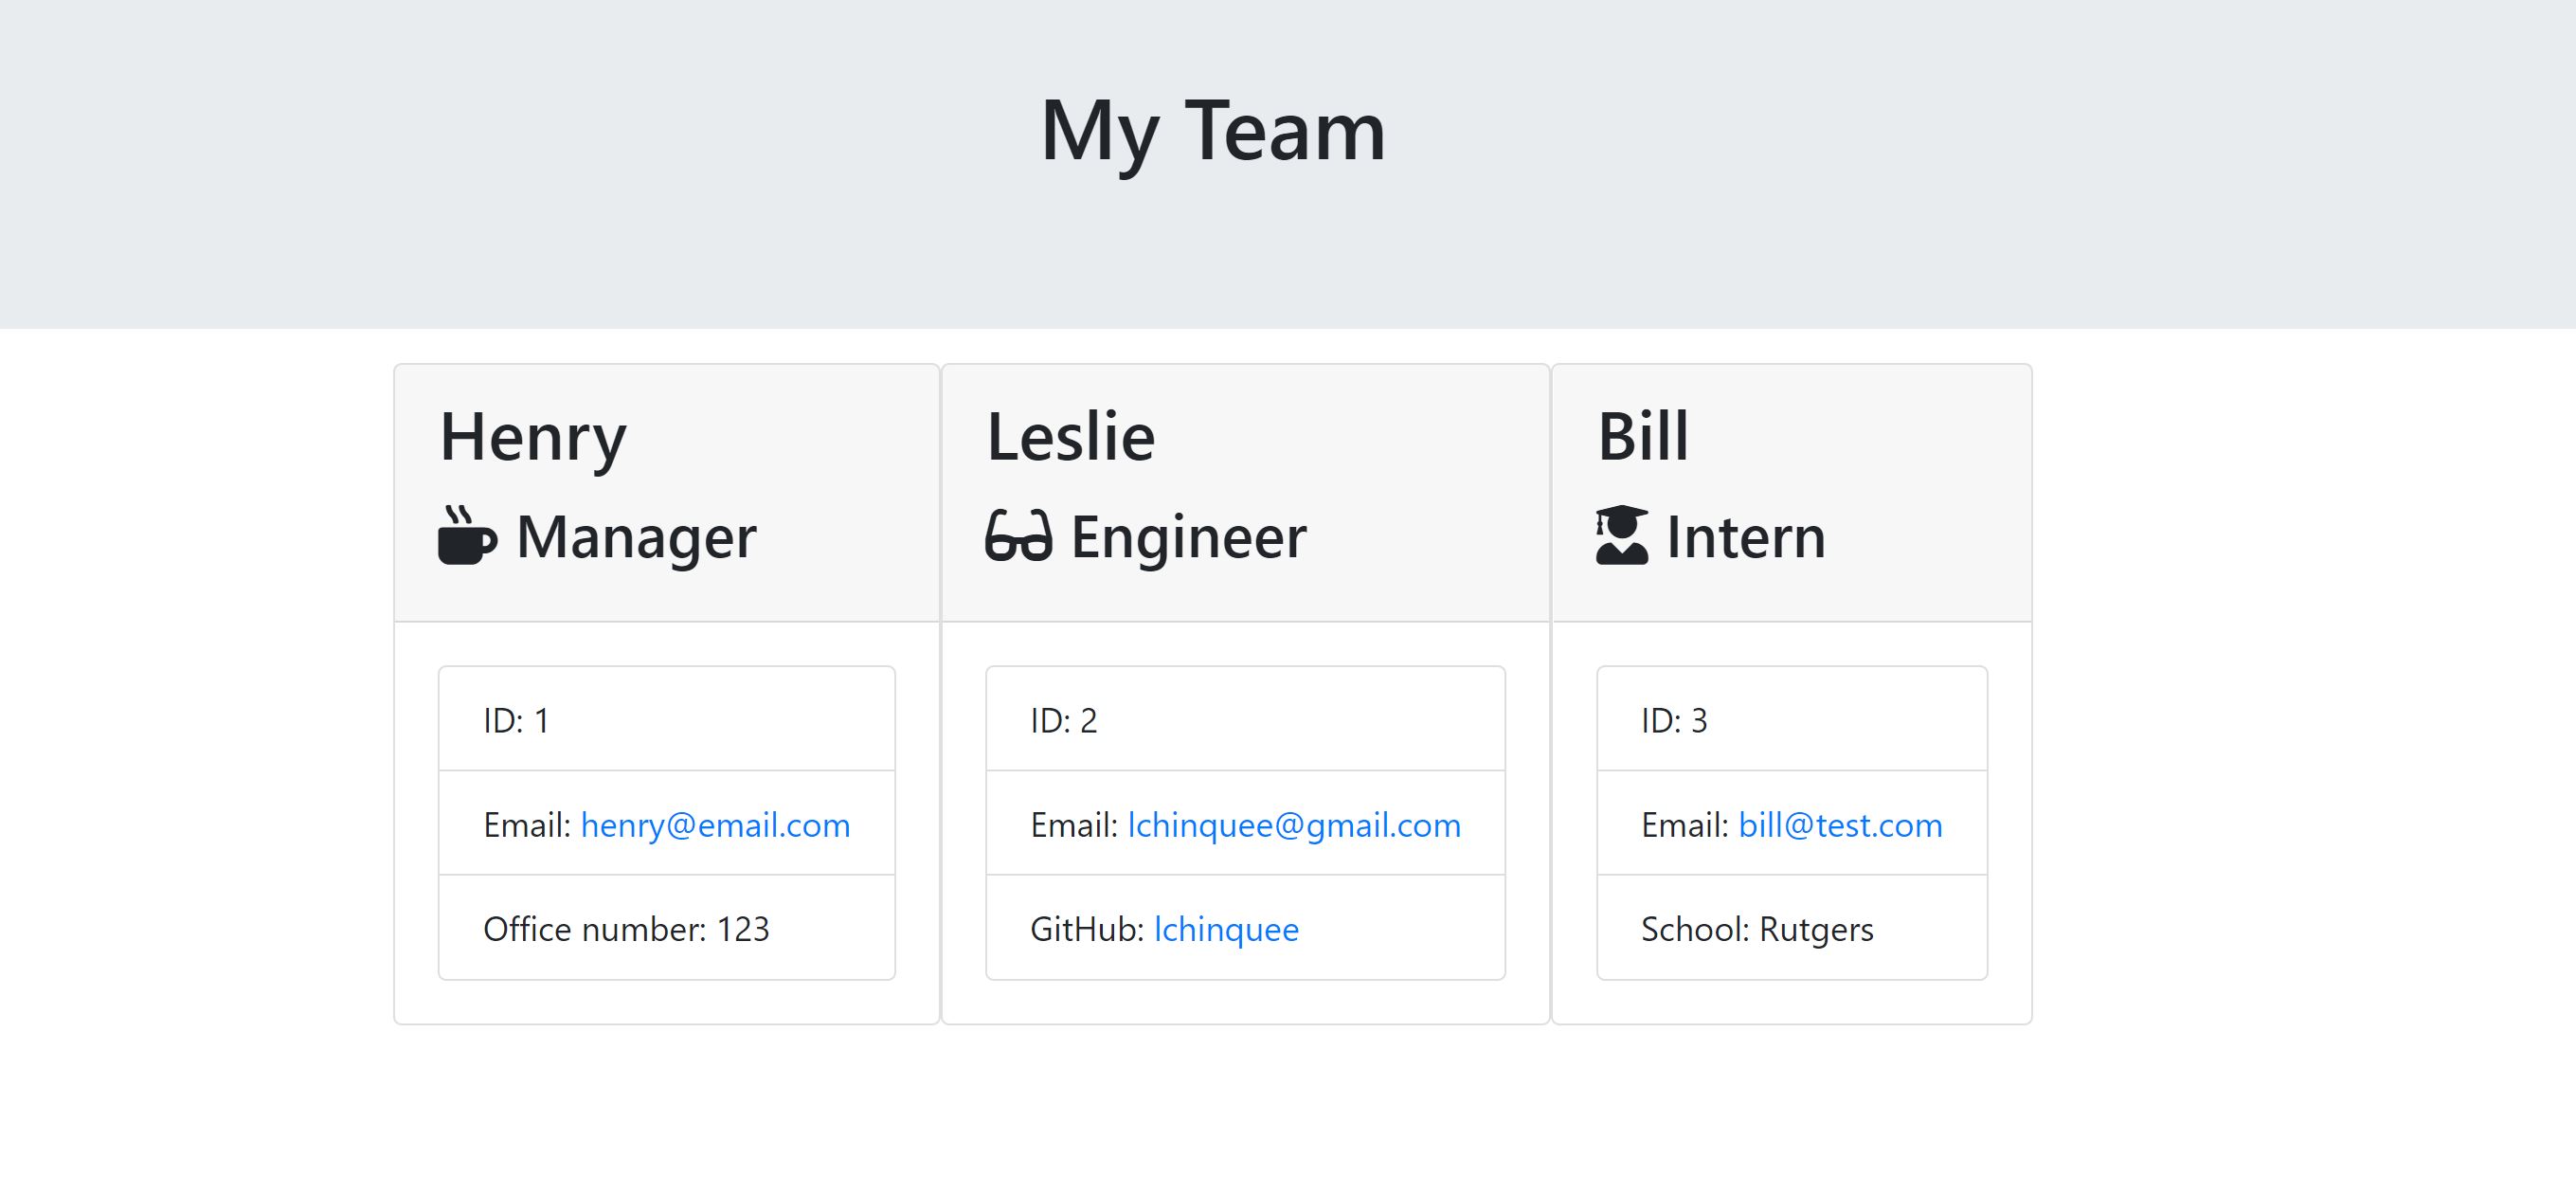 My Team
Henry
Manager
ID: 1
Email: henry@email.com
Office number: 123
Leslie
Engineer
ID: 2
Email: lchinquee@gmail.com
GitHub: lchinquee
Bill
Intern
ID: 3
Email: bill@test.com
School: Rutgers